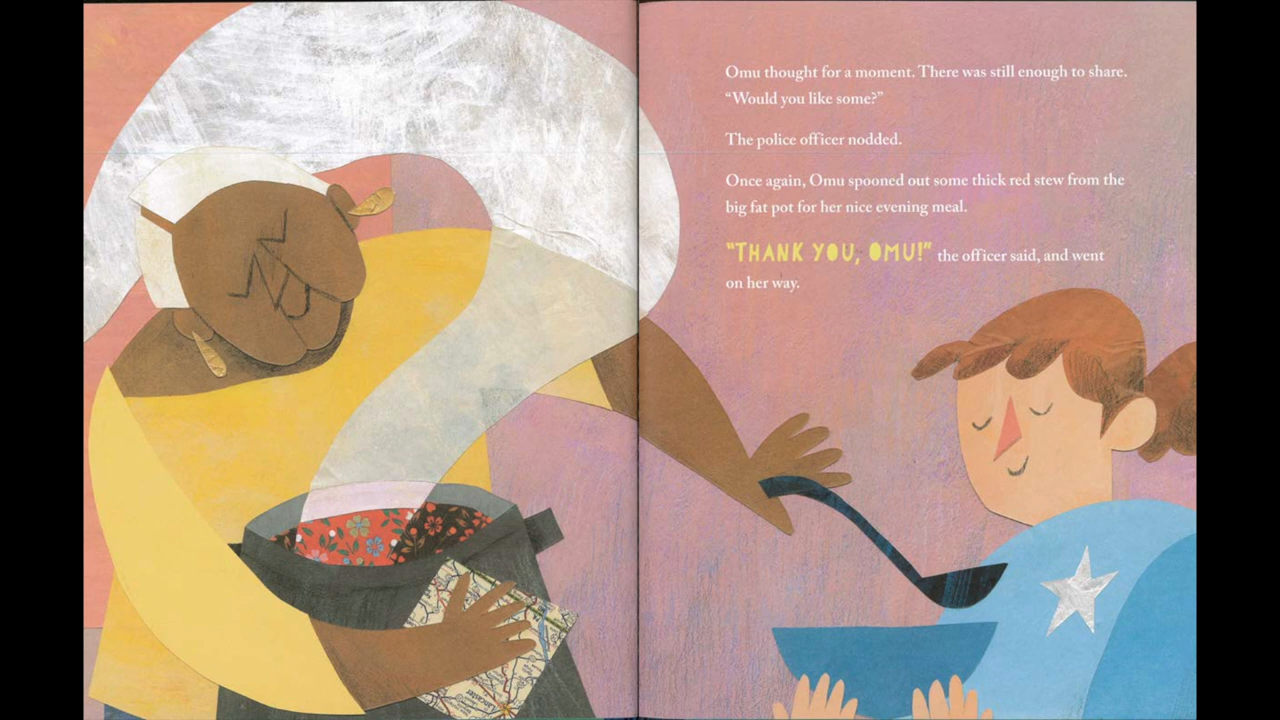 Omu thought for a moment. There was still enough to share.
“Would you like some?”
The police officer nodded.
Once again, Omu spooned out some thick red stew from the
big fat pot for her nice evening meal.
“THANK YOU, OMU!” the officer said, and went
on her way.